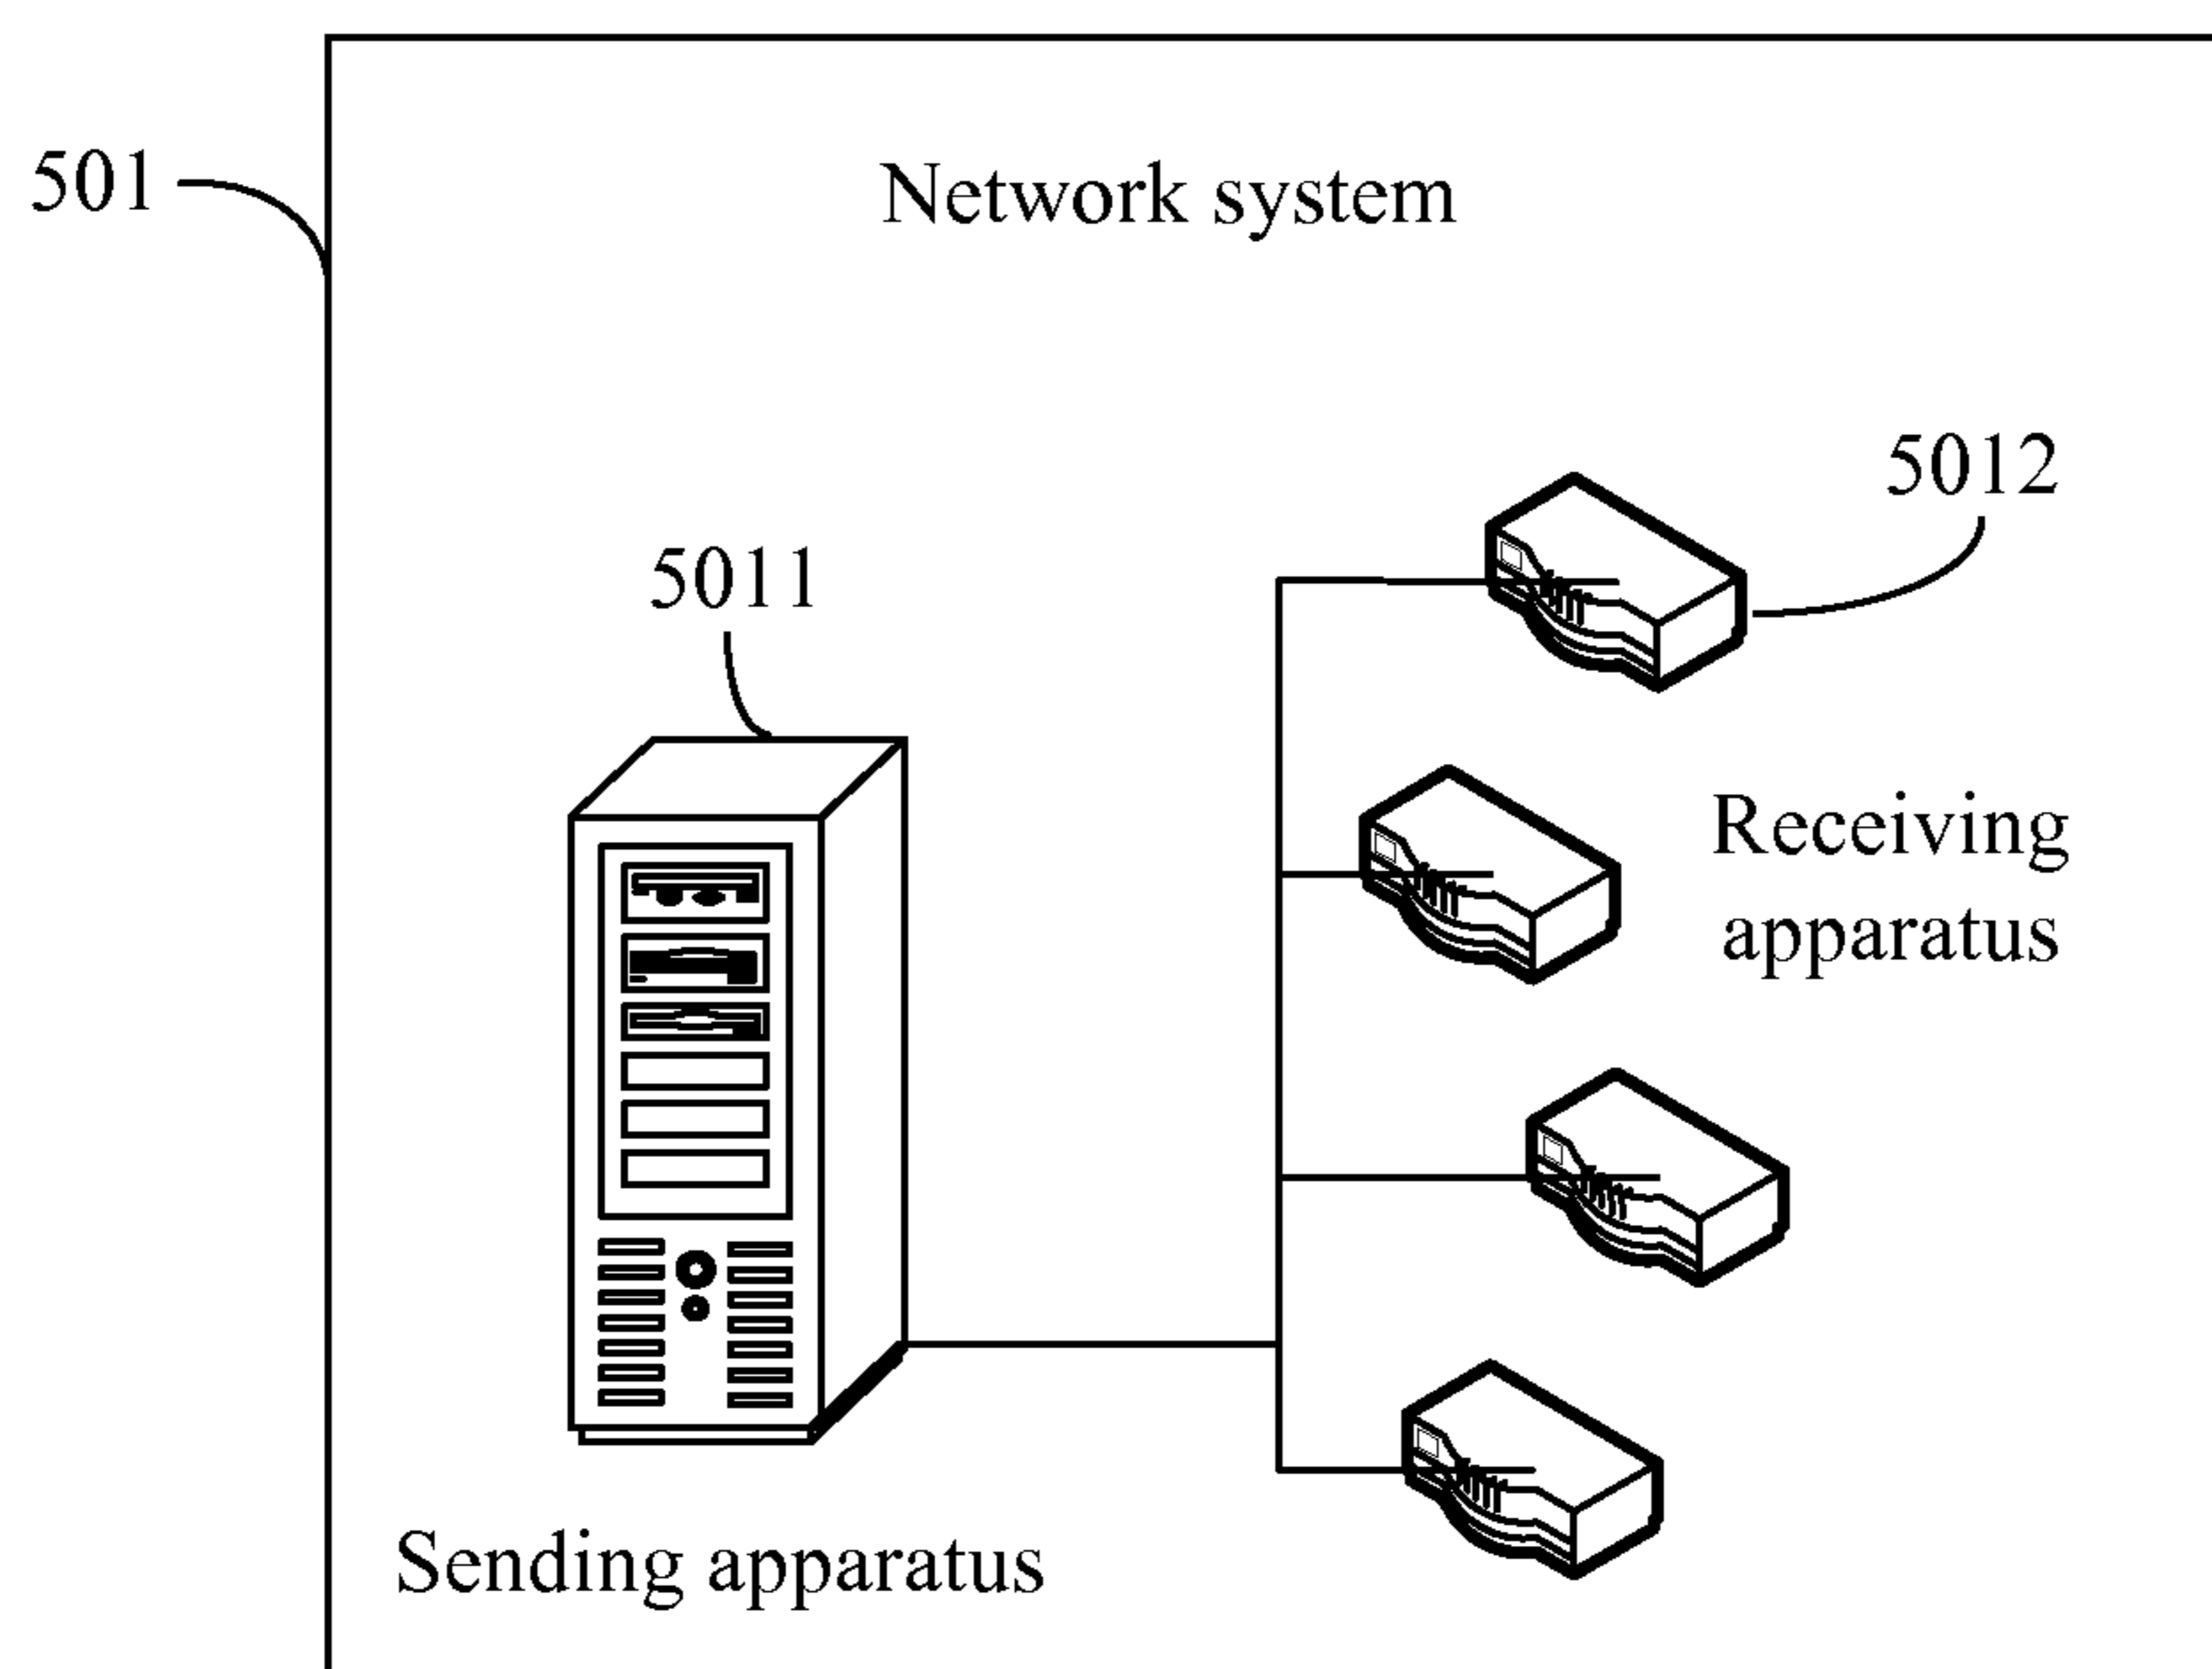 501
Network system
5012
5011
Receiving
apparatus
Sending apparatus